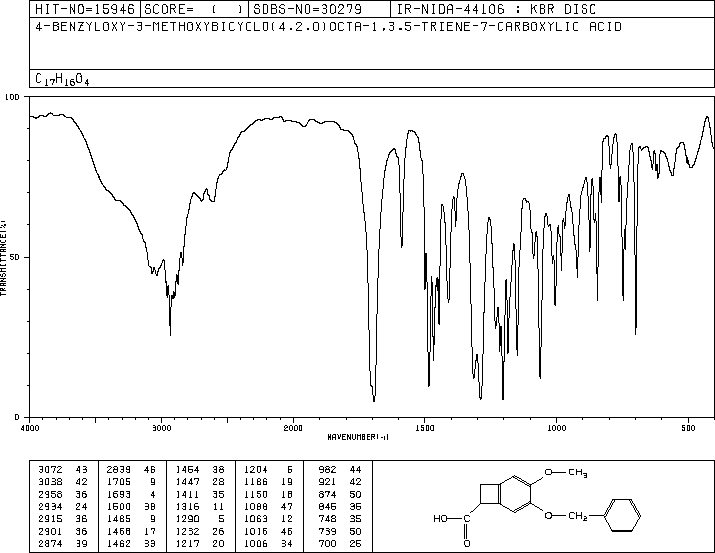 HIT-NO=15946 SCORE= ( ) SDBS-NO=30279 IR-NIDA-44106 : KBR DISC
4-BENZYLOXY-3-METHOXYBICYCLO(4.2.0)OCTA-1,3,5-TRIENE-7-CARBOXYLIC ACID
C17H16O4
100
50
0
TRANSMITTANCE(%)
4000 3000 2000 1500 1000 500
WAVENUMBER(-1)
3072 43 2839 46 1464 38 1204 5 982 44
3038 42 1705 9 1447 28 1186 19 921 42
2958 36 1693 4 1411 35 1150 18 874 50
2934 24 1500 38 1316 11 1088 47 845 35
2915 36 1485 9 1290 5 1063 12 748 35
2901 36 1468 17 1232 26 1016 46 739 50
2874 39 1462 33 1217 20 1006 34 700 25
O CH3
O CH2
HO C
O